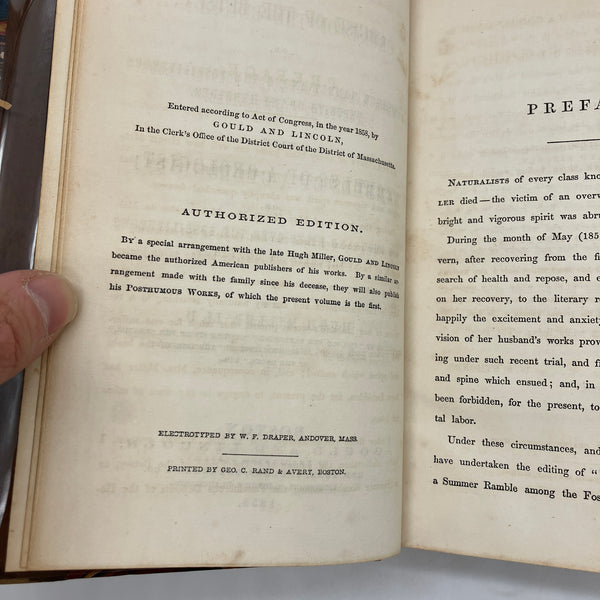 Entered according to Act of Congress, in the year 1858, by
GOULD AND LINCOLN,
In the Clerk's Office of the District Court of the District of Massachusetts.
AUTHORIZED EDITION.
By a special arrangement with the late Hugh Miller, GOULD AND LINCOLN
became the authorized American publishers of his works. By a similar ar-
rangement made with the family since his decease, they will also publish
his POSTHUMOUS WORKS, of which the present volume is the first.
ELECTROTYPED BY W. F. DRAPER, ANDOVER, MASS.
PRINTED BY GEO. C. RAND & AVERY, BOSTON.
PREFA
NATURALISTS of every class kno
LER died — the victim of an overw
bright and vigorous spirit was abru
During the month of May (185
vern, after recovering from the fi
search of health and repose, and e
on her recovery, to the literary r
happily the excitement and anxiety
vision of her husband's works prov
ing under such recent trial, and f
and spine which ensued; and, in
been forbidden, for the present, to
tal labor.
Under these circumstances, and
have undertaken the editing of "
a Summer Ramble among the Fos